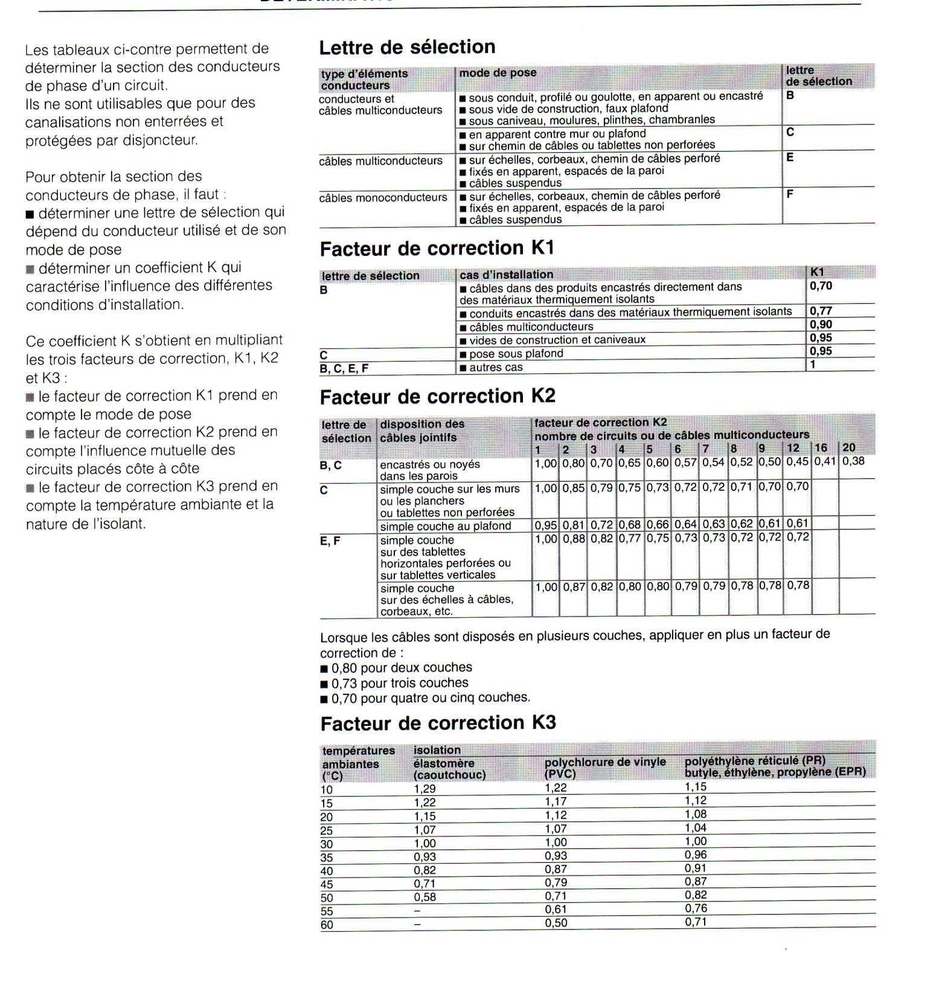 Les tableaux ci-contre permettent de
déterminer la section des conducteurs
de phase d'un circuit.
Ils ne sont utilisables que pour des
canalisations non enterrées et
protégées par disjoncteur.
Pour obtenir la section des
conducteurs de phase, il faut :
■ déterminer une lettre de sélection qui
dépend du conducteur utilisé et de son
mode de pose
■ déterminer un coefficient K qui
caractérise l'influence des différentes
conditions d'installation.
Ce coefficient K s'obtient en multipliant
les trois facteurs de correction, K1, K2
et K3 :
■ le facteur de correction K1 prend en
compte le mode de pose
■ le facteur de correction K2 prend en
compte l'influence mutuelle des
circuits placés côte à côte
■ le facteur de correction K3 prend en
compte la température ambiante et la
nature de l'isolant.
Lettre de sélection
type d'éléments conducteurs | mode de pose | lettre de sélection
conducteurs et câbles multiconducteurs | ■ sous conduit, profilé ou goulotte, en apparent ou encastré | B
■ sous vide de construction, faux plafond
■ sous caniveau, moulures, plinthes, chambranles
■ en apparent contre mur ou plafond | C
■ sur chemin de câbles ou tablettes non perforées
câbles multiconducteurs | ■ sur échelles, corbeaux, chemin de câbles perforé | E
■ fixés en apparent, espacés de la paroi
■ câbles suspendus
câbles monoconducteurs | ■ sur échelles, corbeaux, chemin de câbles perforé | F
■ fixés en apparent, espacés de la paroi
■ câbles suspendus
Facteur de correction K1
lettre de sélection | cas d'installation | K1
B | ■ câbles dans des produits encastrés directement dans | 0,70
des matériaux thermiquement isolants
■ conduits encastrés dans des matériaux thermiquement isolants | 0,77
■ câbles multiconducteurs | 0,90
■ vides de construction et caniveaux | 0,95
C | ■ pose sous plafond | 0,95
B, C, E, F | ■ autres cas | 1
Facteur de correction K2
lettre de | disposition des | facteur de correction K2
sélection | câbles jointifs | nombre de circuits ou de câbles multiconducteurs
1 | 2 | 3 | 4 | 5 | 6 | 7 | 8 | 9 | 12 | 16 | 20
B, C | encastrés ou noyés | 1,00 | 0,80 | 0,70 | 0,65 | 0,60 | 0,57 | 0,54 | 0,52 | 0,50 | 0,45 | 0,41 | 0,38
dans les parois
C | simple couche sur les murs | 1,00 | 0,85 | 0,79 | 0,75 | 0,73 | 0,72 | 0,72 | 0,71 | 0,70 | 0,70
ou les planchers
ou tablettes non perforées
simple couche au plafond | 0,95 | 0,81 | 0,72 | 0,68 | 0,66 | 0,64 | 0,63 | 0,62 | 0,61 | 0,61
E, F | simple couche | 1,00 | 0,88 | 0,82 | 0,77 | 0,75 | 0,73 | 0,73 | 0,72 | 0,72 | 0,72
sur des tablettes
horizontales perforées ou
sur tablettes verticales
simple couche | 1,00 | 0,87 | 0,82 | 0,80 | 0,80 | 0,79 | 0,79 | 0,78 | 0,78 | 0,78
sur des échelles à câbles,
corbeaux, etc.
Lorsque les câbles sont disposés en plusieurs couches, appliquer en plus un facteur de
correction de :
■ 0,80 pour deux couches
■ 0,73 pour trois couches
■ 0,70 pour quatre ou cinq couches.
Facteur de correction K3
températures | isolation
ambiantes | élastomère | polychlorure de vinyle | polyéthylène réticulé (PR)
(°C) | (caoutchouc) | (PVC) | butyle, éthylène, propylène (EPR)
10 | 1,29 | 1,22 | 1,15
15 | 1,22 | 1,17 | 1,12
20 | 1,15 | 1,12 | 1,08
25 | 1,07 | 1,07 | 1,04
30 | 1,00 | 1,00 | 1,00
35 | 0,93 | 0,93 | 0,96
40 | 0,82 | 0,87 | 0,91
45 | 0,71 | 0,79 | 0,87
50 | 0,58 | 0,71 | 0,82
55 | – | 0,61 | 0,76
60 | – | 0,50 | 0,71